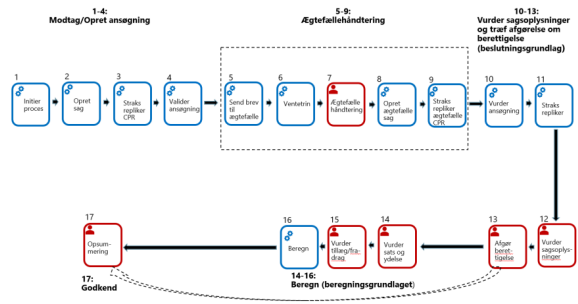 1-4:
Modtag/Opret ansøgning
5-9:
Ægtefællehåndtering
10-13:
Vurder sagsoplysninger
og træf afgørelse om
berettigelse
(beslutningsgrundlag)
1
Initier
proces
2
Opret
sag
3
Straks
repliker
CPR
4
Valider
ansøgning
5
Send brev
til
ægtefælle
6
Ventetrin
7
Ægtefælle
håndtering
8
Opret
ægtefælle
sag
9
Straks
repliker
ægtefælle
CPR
10
Vurder
ansøgning
11
Straks
repliker
17
Opsum-
mering
16
Beregn
15
Vurder
tillæg/fra-
drag
14
Vurder
sats og
ydelse
13
Afgør
beret-
tigelse
12
Vurder
sagsoplys-
ninger
17:
Godkend
14-16:
Beregn (beregningsgrundlaget)